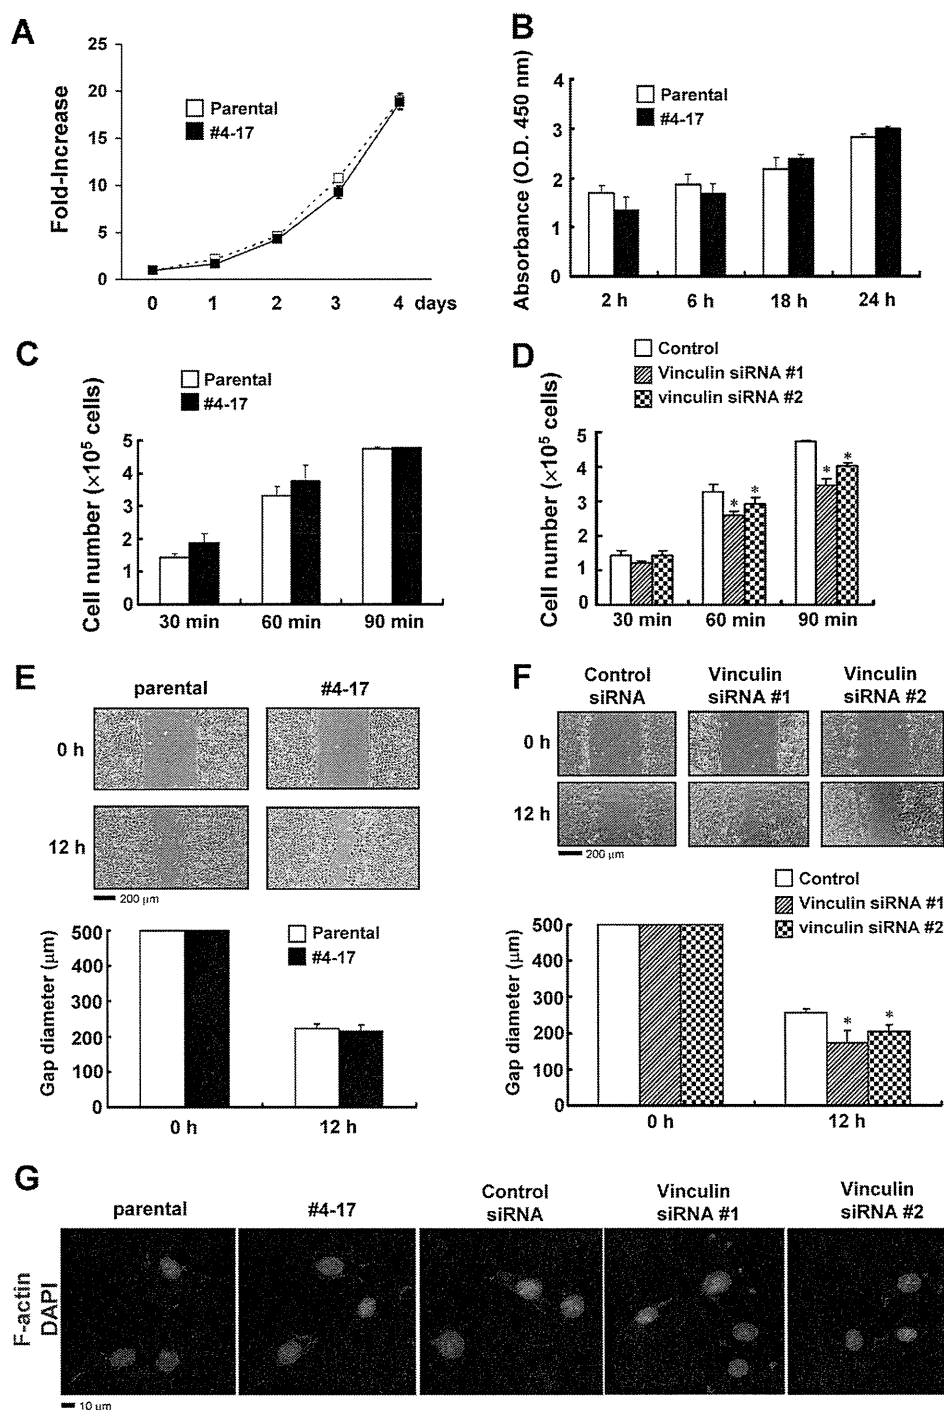 A
25
20
15
10
5
0
Fold-Increase
Parental
#4-17
0 1 2 3 4 days
B
4
3
2
1
0
Absorbance (O.D. 450 nm)
Parental
#4-17
2 h 6 h 18 h 24 h
C
Parental
#4-17
5
4
3
2
1
0
Cell number (×10⁵ cells)
30 min 60 min 90 min
D
Control
Vinculin siRNA #1
vinculin siRNA #2
5
4
3
2
1
0
Cell number (×10⁵ cells)
* * * *
30 min 60 min 90 min
E
parental #4-17
0 h
12 h
200 µm
Parental
#4-17
500
400
300
200
100
0
Gap diameter (µm)
0 h 12 h
F
Control
siRNA
Vinculin
siRNA #1
Vinculin
siRNA #2
0 h
12 h
200 µm
Control
Vinculin siRNA #1
vinculin siRNA #2
500
400
300
200
100
0
Gap diameter (µm)
* *
0 h 12 h
G
parental
#4-17
Control
siRNA
Vinculin
siRNA #1
Vinculin
siRNA #2
F-actin
DAPI
10 µm